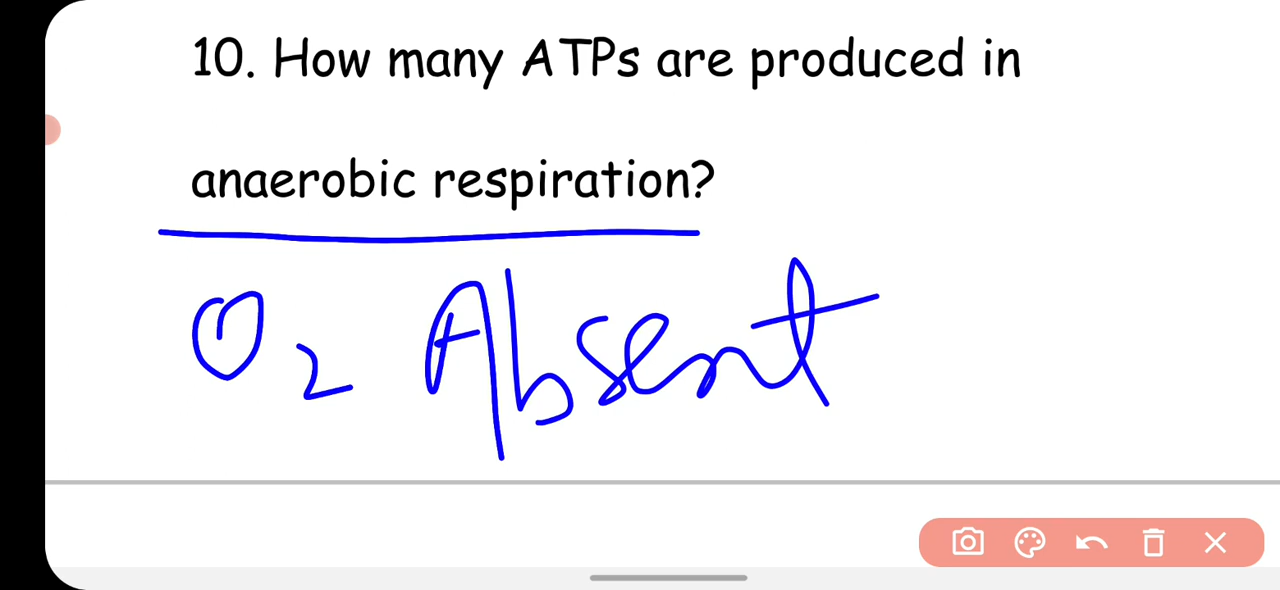 10. How many ATPs are produced in
anaerobic respiration?
O2 Absent